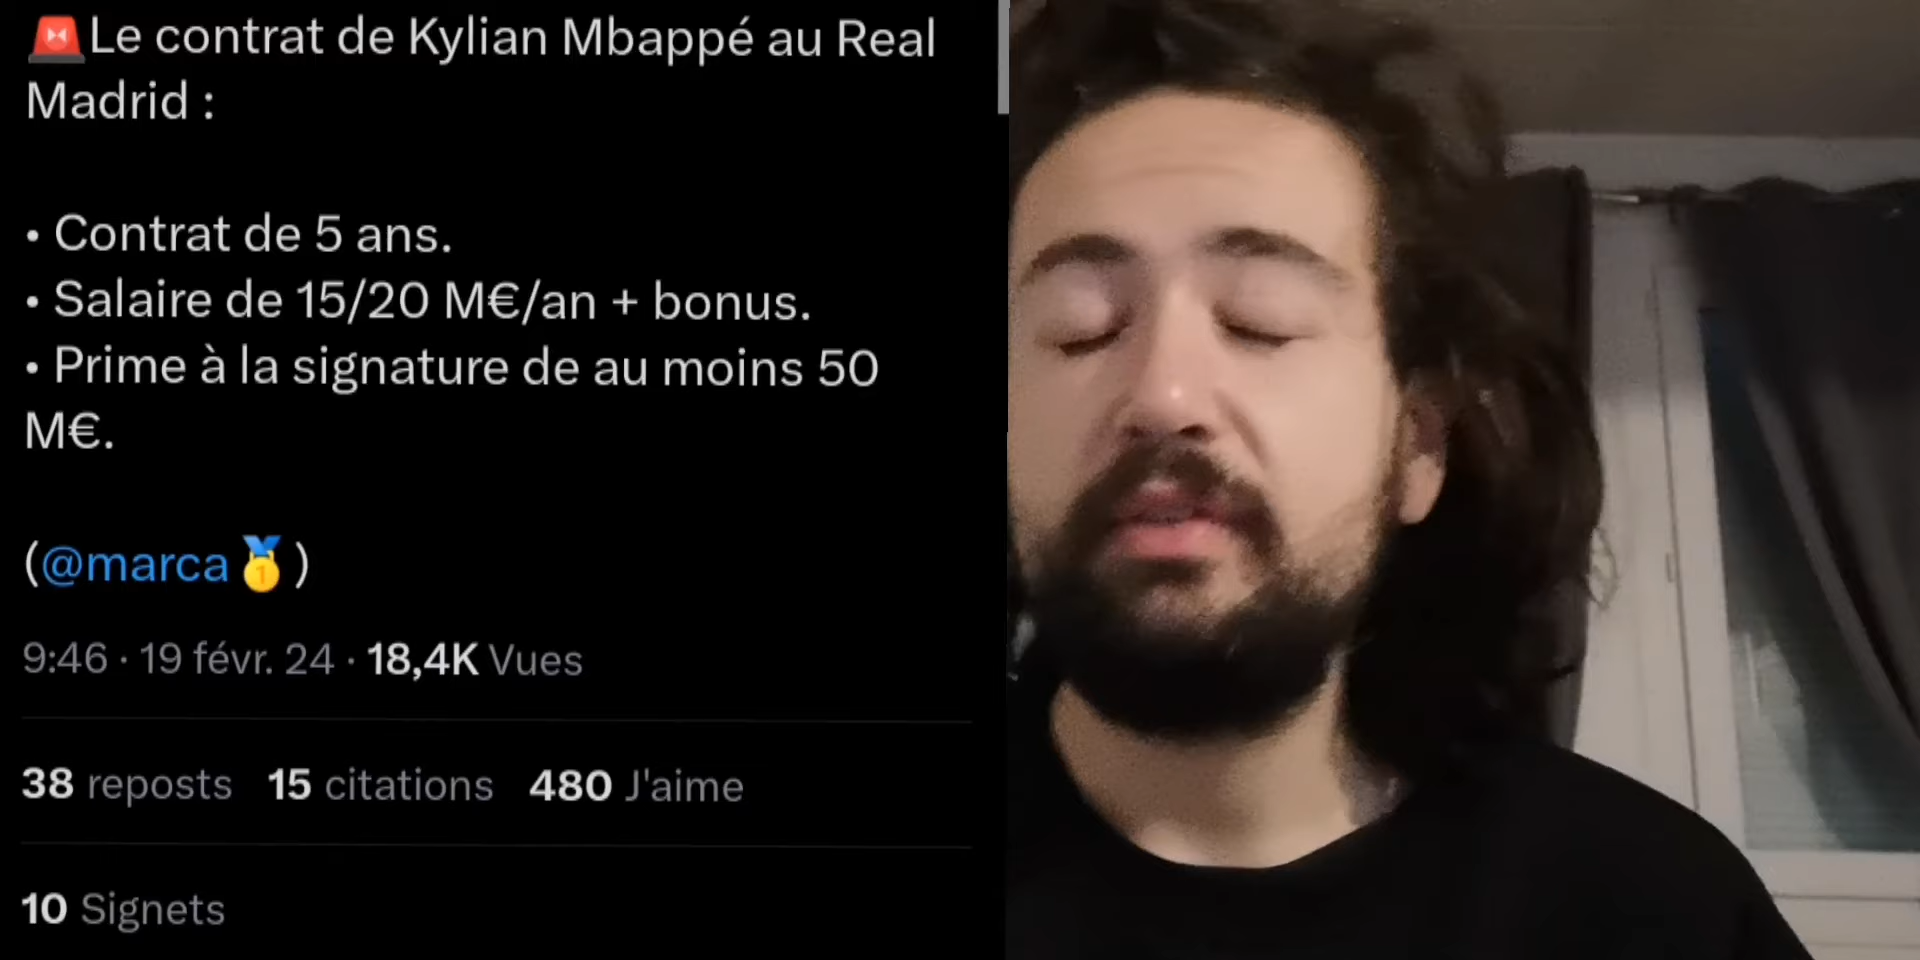 🚨Le contrat de Kylian Mbappé au Real
Madrid :
• Contrat de 5 ans.
• Salaire de 15/20 M€/an + bonus.
• Prime à la signature de au moins 50
M€.
(@marca🥇)
9:46 · 19 févr. 24 · 18,4K Vues
38 reposts 15 citations 480 J'aime
10 Signets